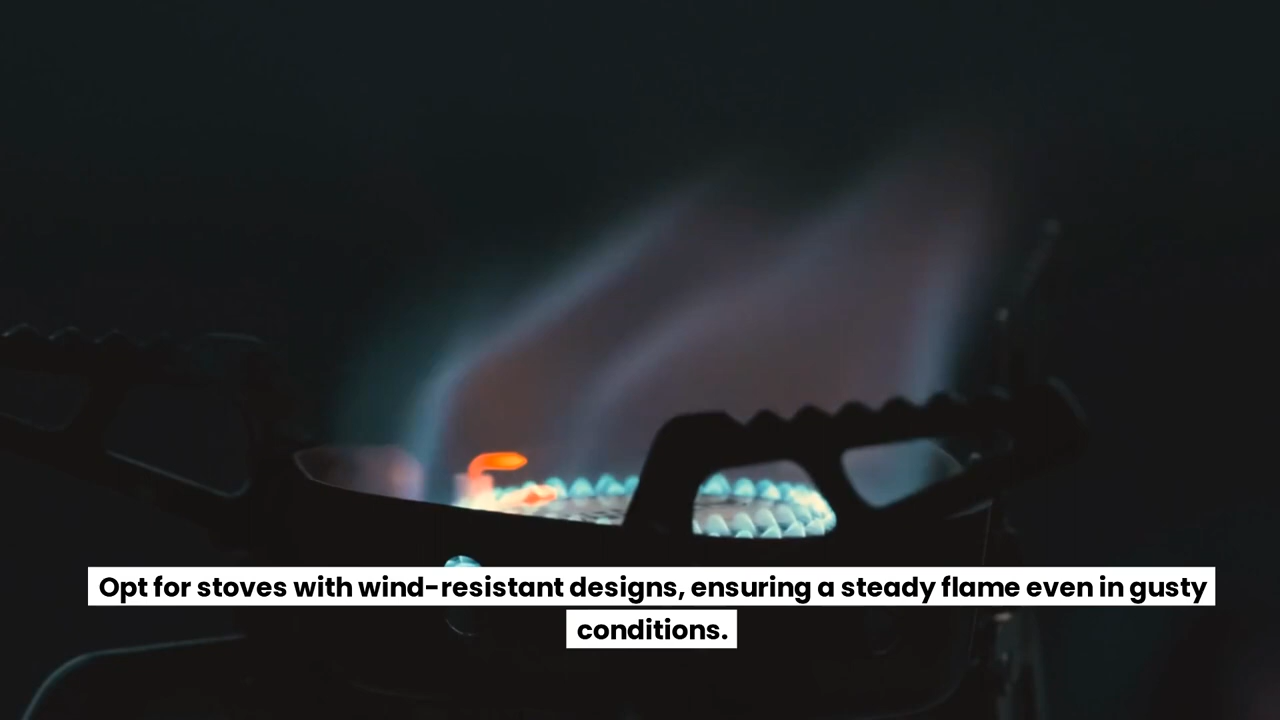 Opt for stoves with wind-resistant designs, ensuring a steady flame even in gusty
conditions.